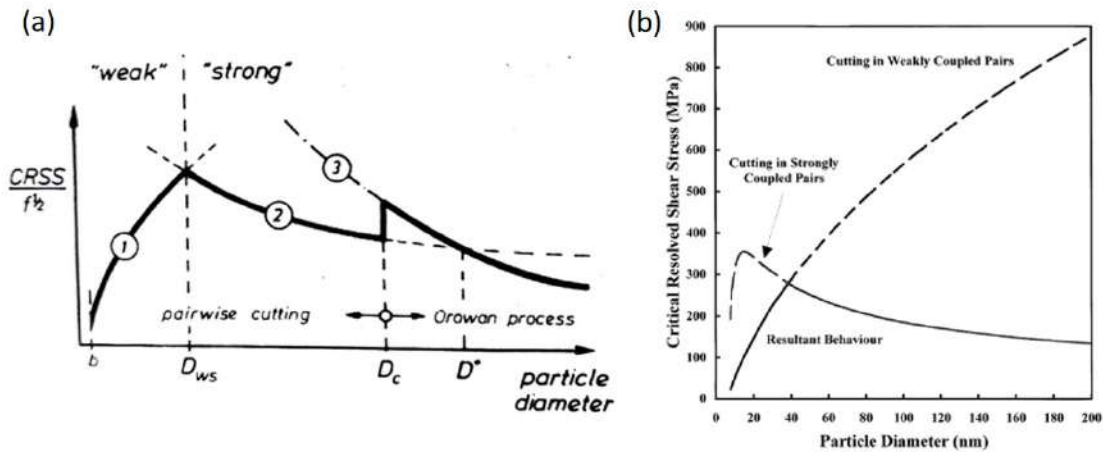 (a)
"weak" "strong"
CRSS
f½
1
2
3
pairwise cutting
Orowan process
b
D_ws
D_c
D*
particle
diameter
(b)
Critical Resolved Shear Stress (MPa)
900
800
700
600
500
400
300
200
100
0
Cutting in Weakly Coupled Pairs
Cutting in Strongly
Coupled Pairs
Resultant Behaviour
0 20 40 60 80 100 120 140 160 180 200
Particle Diameter (nm)